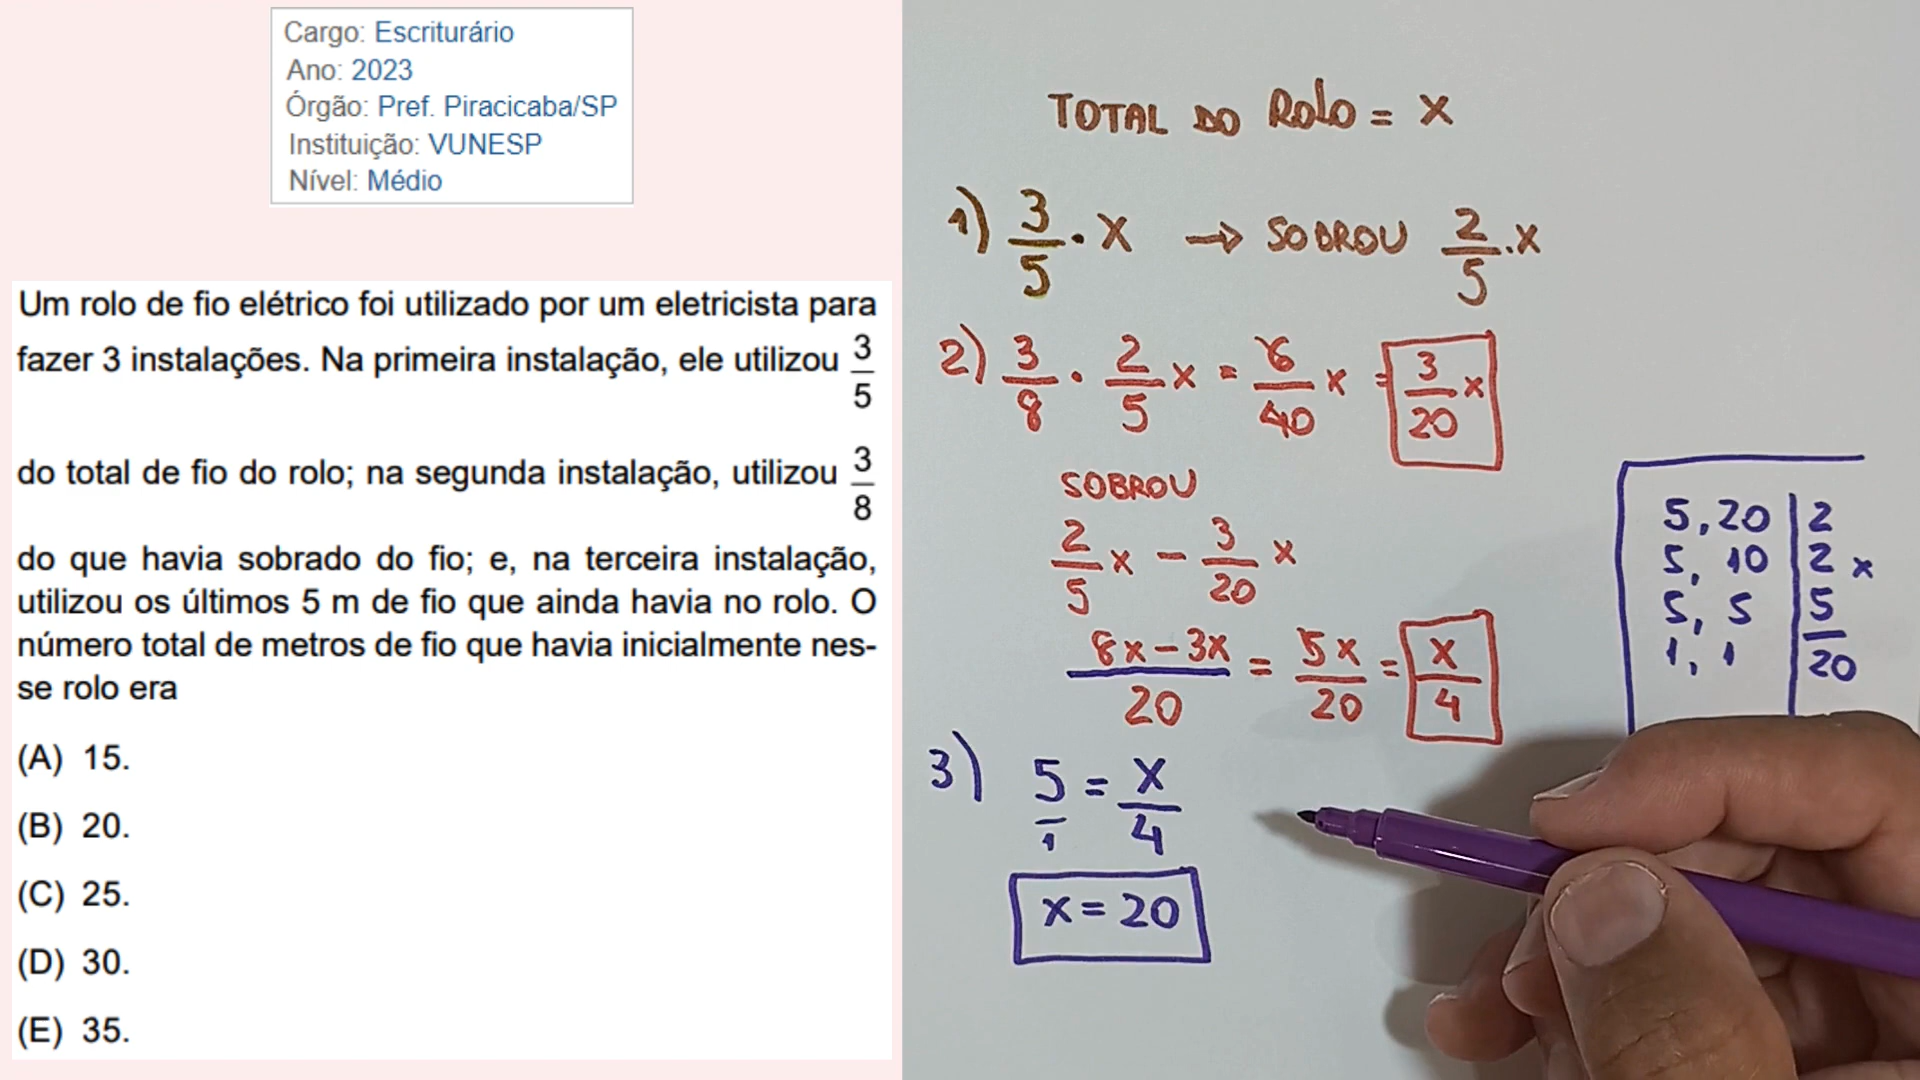 Cargo: Escriturário
Ano: 2023
Órgão: Pref. Piracicaba/SP
Instituição: VUNESP
Nível: Médio
Um rolo de fio elétrico foi utilizado por um eletricista para
fazer 3 instalações. Na primeira instalação, ele utilizou 3/5
do total de fio do rolo; na segunda instalação, utilizou 3/8
do que havia sobrado do fio; e, na terceira instalação,
utilizou os últimos 5 m de fio que ainda havia no rolo. O
número total de metros de fio que havia inicialmente nes-
se rolo era
(A) 15.
(B) 20.
(C) 25.
(D) 30.
(E) 35.
TOTAL DO ROLO = X
1) 3/5 . X → SOBROU 2/5 . X
2) 3/8 . 2/5 X = 6/40 X = 3/20 X
SOBROU
2/5 X - 3/20 X
8X - 3X/20 = 5X/20 = X/4
3) 5/1 = X/4
X = 20
5, 20 | 2
5, 10 | 2 x
5, 5 | 5
1, 1 | 20